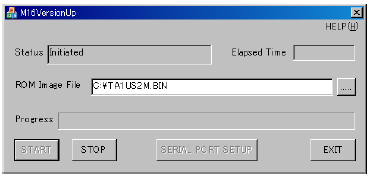 M16VersionUp
HELP(H)
Status Initiated Elapsed Time
ROM Image File C:¥TA1US2M.BIN .....
Progress
START STOP SERIAL PORT SETUP EXIT